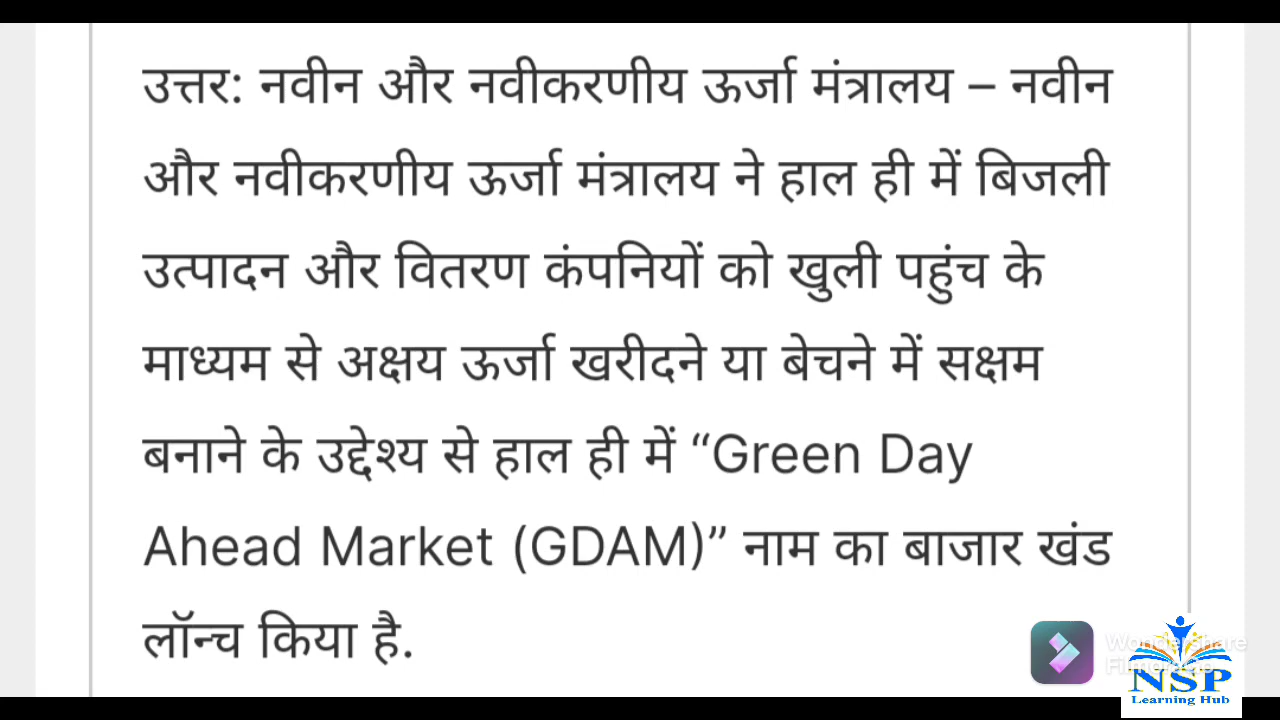 उत्तर: नवीन और नवीकरणीय ऊर्जा मंत्रालय – नवीन
और नवीकरणीय ऊर्जा मंत्रालय ने हाल ही में बिजली
उत्पादन और वितरण कंपनियों को खुली पहुंच के
माध्यम से अक्षय ऊर्जा खरीदने या बेचने में सक्षम
बनाने के उद्देश्य से हाल ही में “Green Day
Ahead Market (GDAM)” नाम का बाजार खंड
लॉन्च किया है.
Wondershare
NSP
Learning Hub